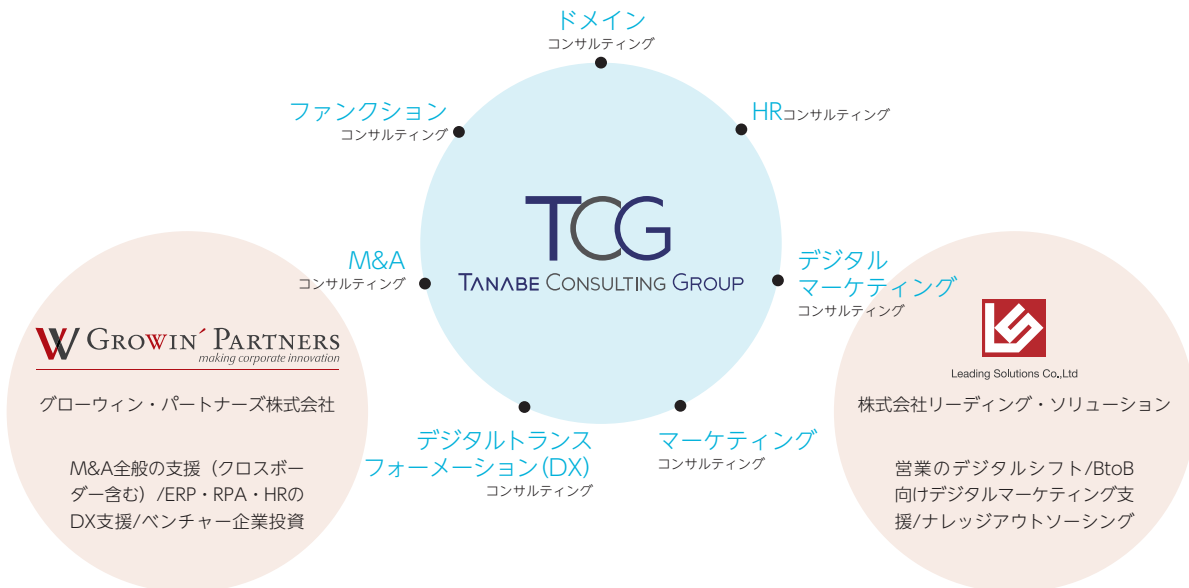 ドメイン
コンサルティング
ファンクション
コンサルティング
HRコンサルティング
TCG
TANABE CONSULTING GROUP
M&A
コンサルティング
デジタル
マーケティング
コンサルティング
デジタルトランス
フォーメーション(DX)
コンサルティング
マーケティング
コンサルティング
GROWIN´ PARTNERS
making corporate innovation
グローウィン・パートナーズ株式会社
M&A全般の支援（クロスボー
ダー含む）/ERP・RPA・HRの
DX支援/ベンチャー企業投資
LS
Leading Solutions Co.,Ltd
株式会社リーディング・ソリューション
営業のデジタルシフト/BtoB
向けデジタルマーケティング支
援/ナレッジアウトソーシング